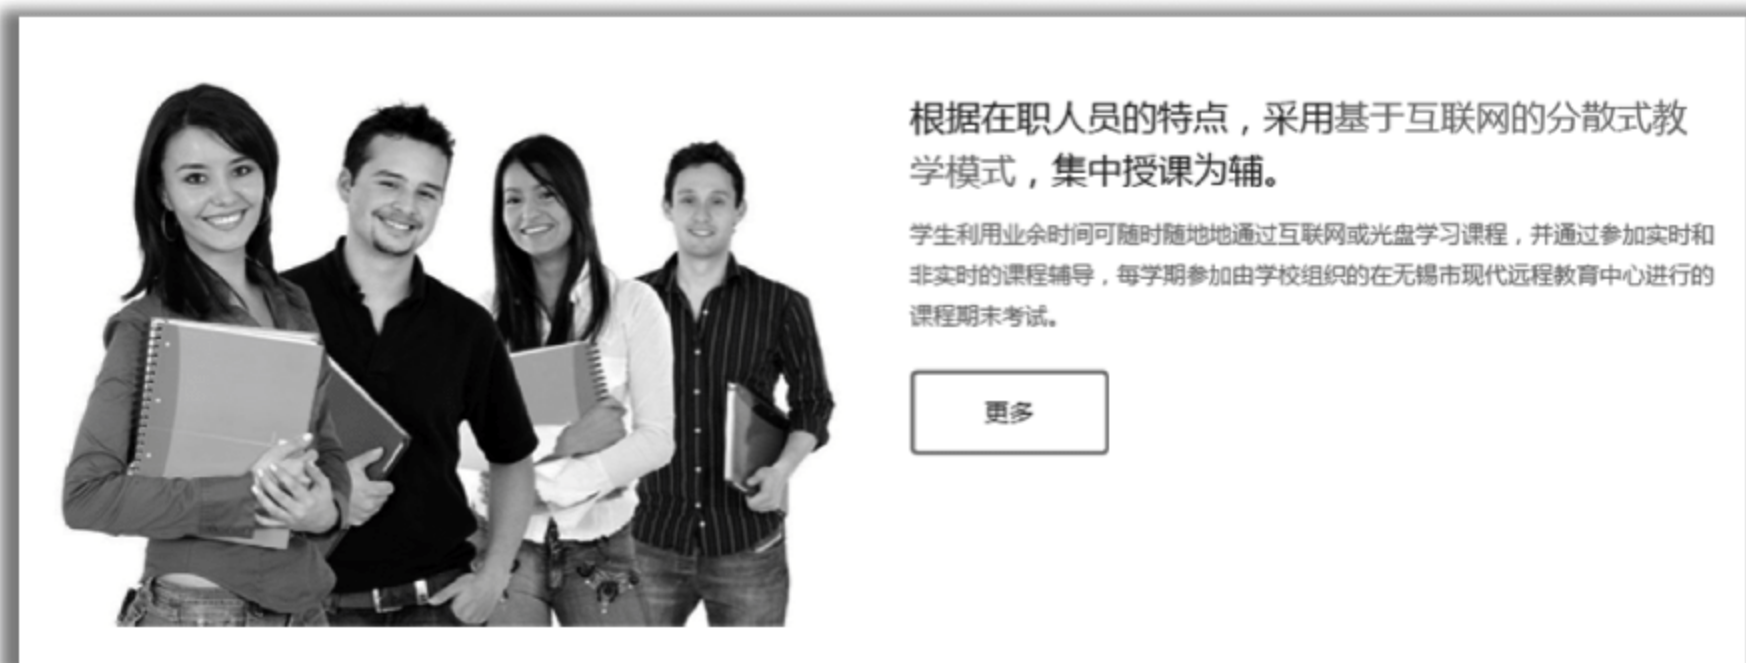 根据在职人员的特点，采用基于互联网的分散式教
学模式，集中授课为辅。
学生利用业余时间可随时随地地通过互联网或光盘学习课程，并通过参加实时和
非实时的课程辅导，每学期参加由学校组织的在无锡市现代远程教育中心进行的
课程期末考试。
更多